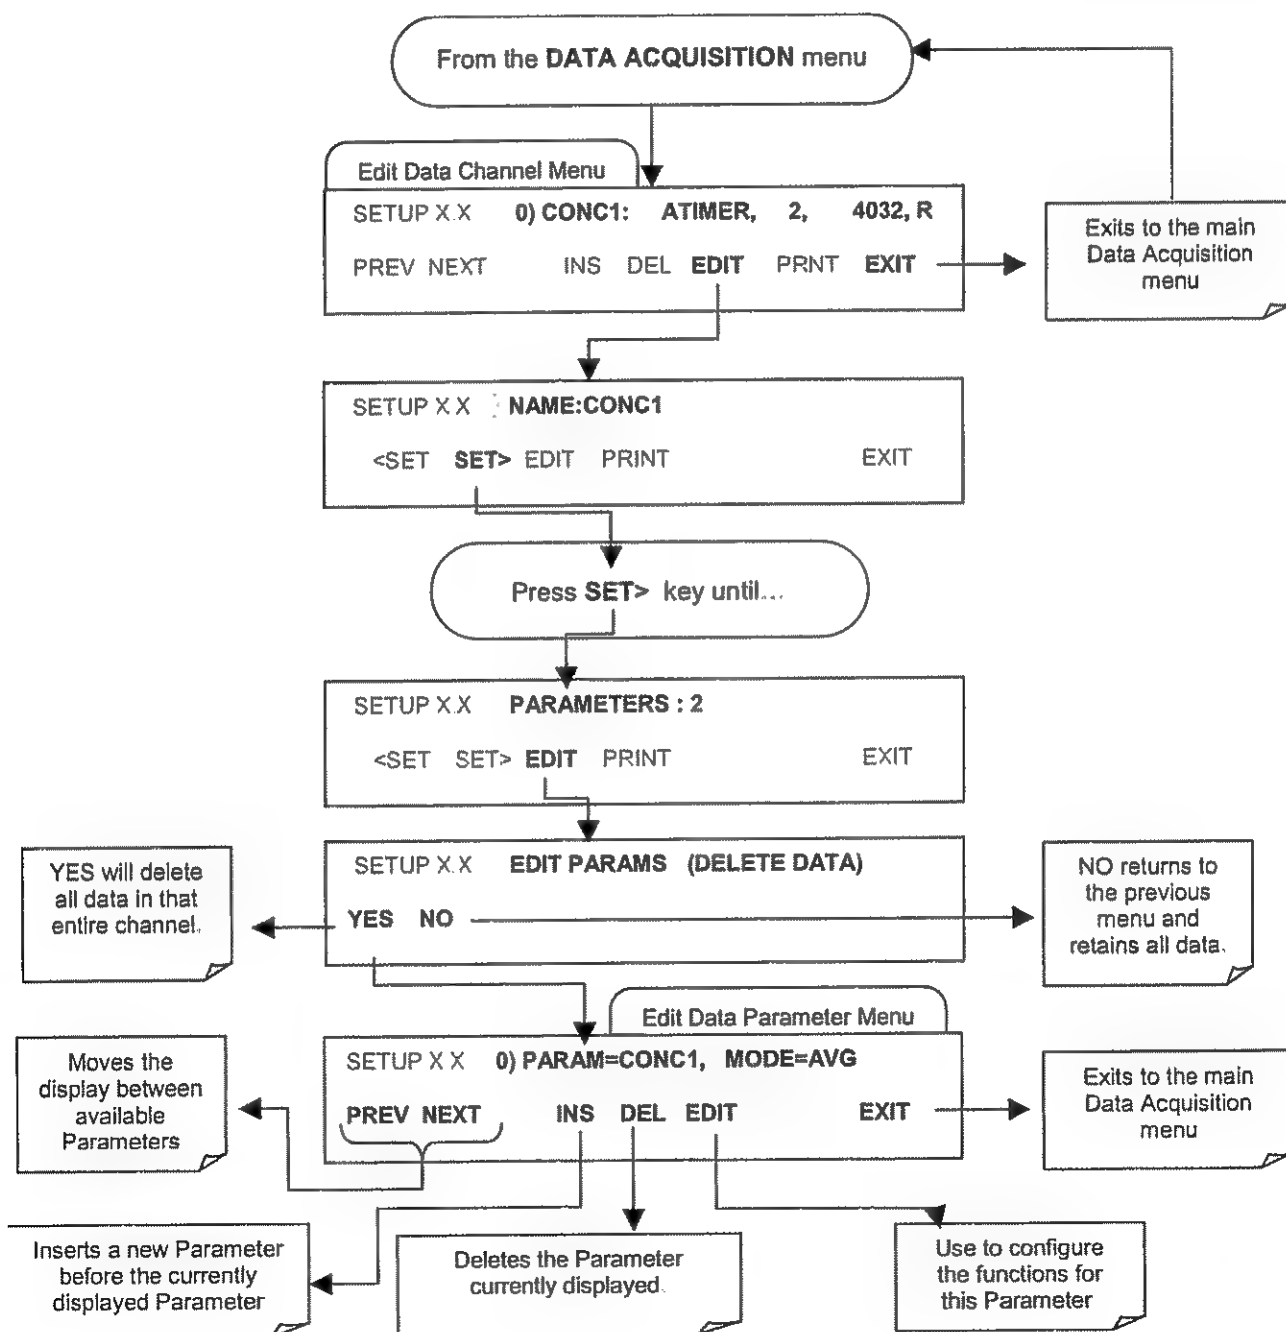 From the DATA ACQUISITION menu
Edit Data Channel Menu
SETUP X.X 0) CONC1: ATIMER, 2, 4032, R
PREV NEXT INS DEL EDIT PRNT EXIT
Exits to the main
Data Acquisition
menu
SETUP X X NAME:CONC1
<SET SET> EDIT PRINT EXIT
Press SET> key until...
SETUP X.X PARAMETERS : 2
<SET SET> EDIT PRINT EXIT
YES will delete
all data in that
entire channel.
SETUP X.X EDIT PARAMS (DELETE DATA)
YES NO
NO returns to
the previous
menu and
retains all data.
Edit Data Parameter Menu
Moves the
display between
available
Parameters
SETUP X X 0) PARAM=CONC1, MODE=AVG
PREV NEXT INS DEL EDIT EXIT
Exits to the main
Data Acquisition
menu
Inserts a new Parameter
before the currently
displayed Parameter
Deletes the Parameter
currently displayed.
Use to configure
the functions for
this Parameter